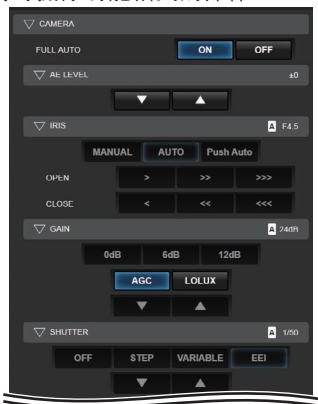 ▽ CAMERA
FULL AUTO ON OFF
▽ AE LEVEL ±0
▼ ▲
▽ IRIS A F4.5
MANUAL AUTO Push Auto
OPEN > >> >>>
CLOSE < << <<<
▽ GAIN A 24dB
0dB 6dB 12dB
AGC LOLUX
▼ ▲
▽ SHUTTER A 1/50
OFF STEP VARIABLE EEI
▼ ▲